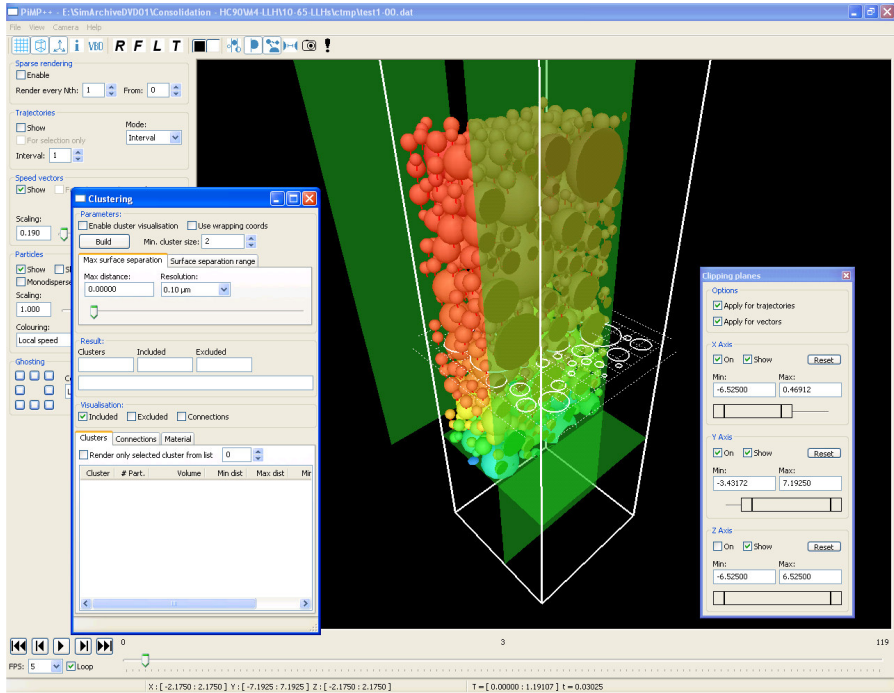 PiMP++ - E:\SimArchiveDVD01\Consolidation - HC90\M4-LLH\10-65-LLHs\ctmp\test1-00.dat
File View Camera Help
VBD R F L T
Sparse rendering
Enable
Render every Nth: 1 From: 0
Trajectories
Show
Mode:
For selection only
Interval
Interval: 1
Speed vectors
Show
Scaling:
0.190
Particles
Show
Monodisperse
Scaling:
1.000
Colouring:
Local speed
Ghosting
Clustering
Parameters:
Enable cluster visualisation Use wrapping coords
Build Min. cluster size: 2
Max surface separation Surface separation range
Max distance: Resolution:
0.00000 0.10 µm
Result:
Clusters Included Excluded
Visualisation:
Included Excluded Connections
Clusters Connections Material
Render only selected cluster from list 0
Cluster # Part. Volume Min dist Max dist Mir
Clipping planes
Options
Apply for trajectories
Apply for vectors
X Axis
On Show Reset
Min: Max:
-6.52500 0.46912
Y Axis
On Show Reset
Min: Max:
-3.43172 7.19250
Z Axis
On Show Reset
Min: Max:
-6.52500 6.52500
0 3 119
FPS: 5 Loop
X : [ -2.1750 : 2.1750 ] Y : [ -7.1925 : 7.1925 ] Z : [ -2.1750 : 2.1750 ] T = [ 0.00000 : 1.19107 ] t = 0.03025